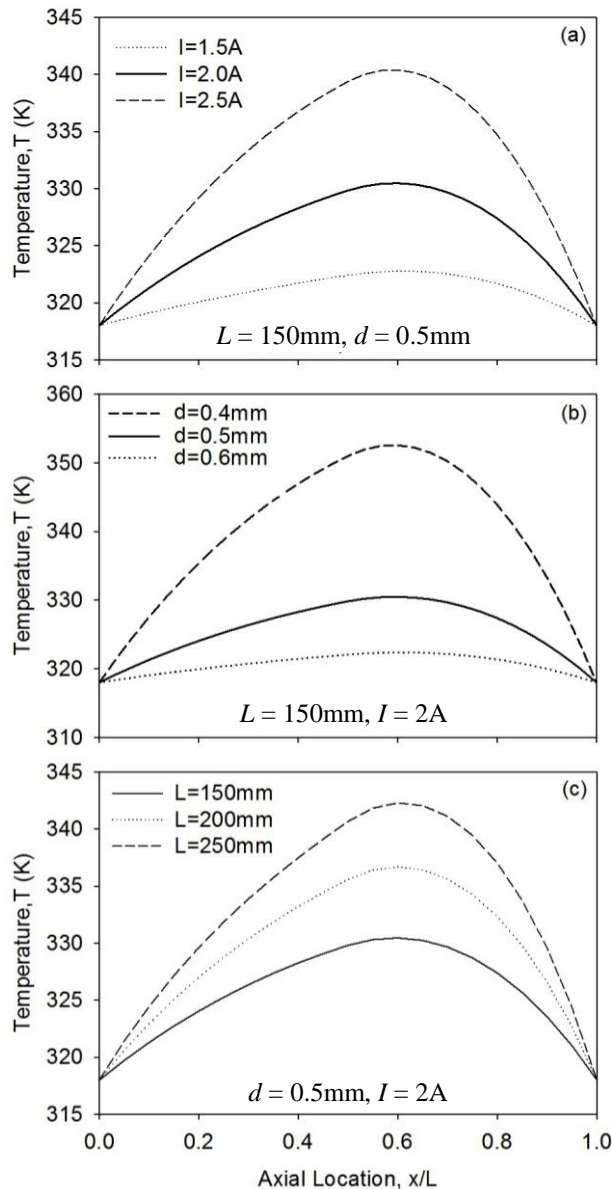 345
340
335
330
325
320
315
Temperature,T (K)
(a)
I=1.5A
I=2.0A
I=2.5A
L = 150mm, d = 0.5mm
360
350
340
330
320
310
Temperature,T (K)
(b)
d=0.4mm
d=0.5mm
d=0.6mm
L = 150mm, I = 2A
345
340
335
330
325
320
315
Temperature,T (K)
(c)
L=150mm
L=200mm
L=250mm
d = 0.5mm, I = 2A
0.0 0.2 0.4 0.6 0.8 1.0
Axial Location, x/L